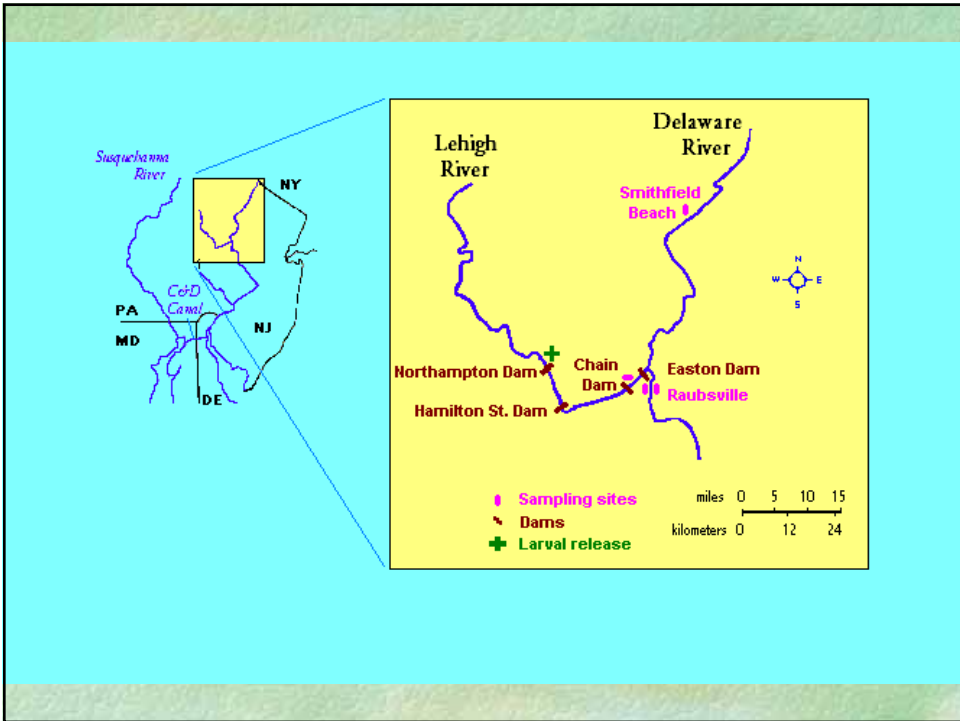 Susquehanna
River
NY
C&D
Canal
PA
MD
NJ
DE
Lehigh
River
Delaware
River
Smithfield
Beach
N
W E
S
Northampton Dam
Chain
Dam
Easton Dam
Raubsville
Hamilton St. Dam
Sampling sites
Dams
Larval release
miles 0 5 10 15
kilometers 0 12 24